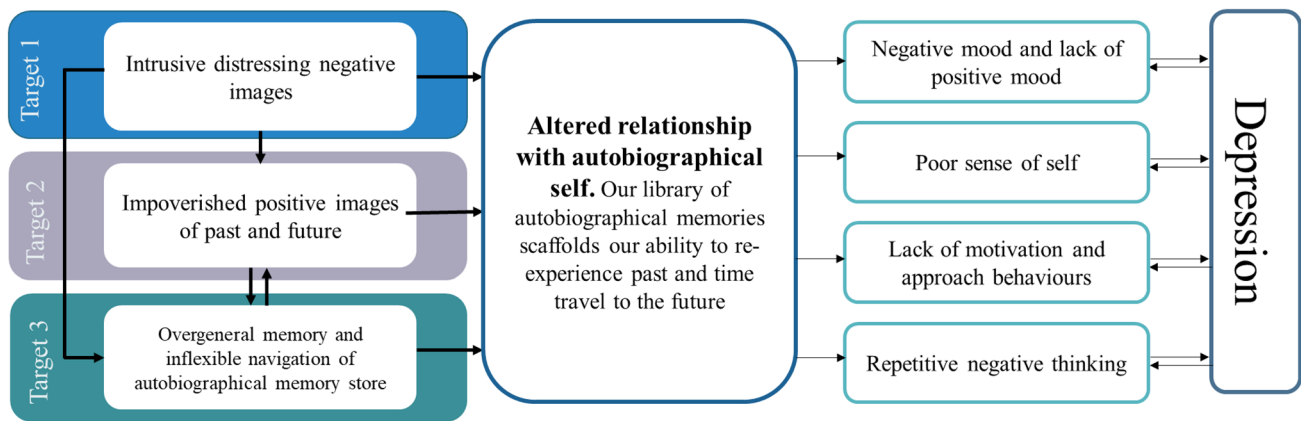 Target 1
Intrusive distressing negative
images
Target 2
Impoverished positive images
of past and future
Target 3
Overgeneral memory and
inflexible navigation of
autobiographical memory store
Altered relationship
with autobiographical
self. Our library of
autobiographical memories
scaffolds our ability to re-
experience past and time
travel to the future
Negative mood and lack of
positive mood
Poor sense of self
Lack of motivation and
approach behaviours
Repetitive negative thinking
Depression